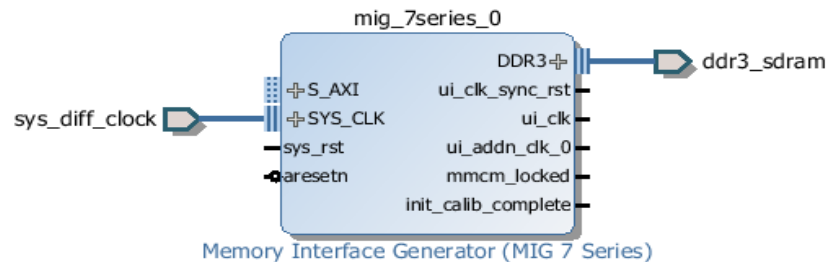 mig_7series_0
DDR3
ddr3_sdram
S_AXI
ui_clk_sync_rst
sys_diff_clock
SYS_CLK
ui_clk
sys_rst
ui_addn_clk_0
aresetn
mmcm_locked
init_calib_complete
Memory Interface Generator (MIG 7 Series)